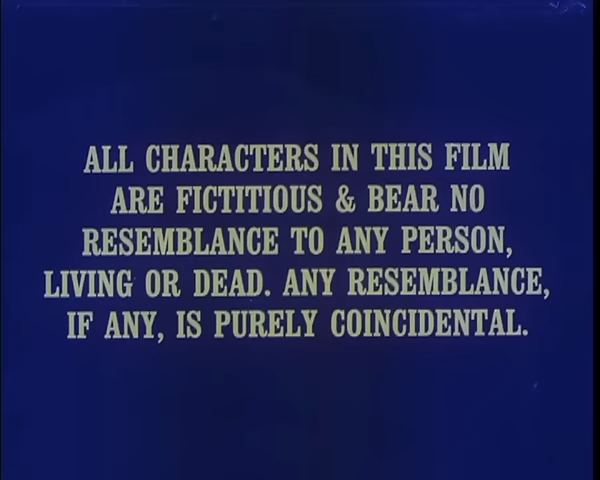 ALL CHARACTERS IN THIS FILM
ARE FICTITIOUS & BEAR NO
RESEMBLANCE TO ANY PERSON,
LIVING OR DEAD. ANY RESEMBLANCE,
IF ANY, IS PURELY COINCIDENTAL.